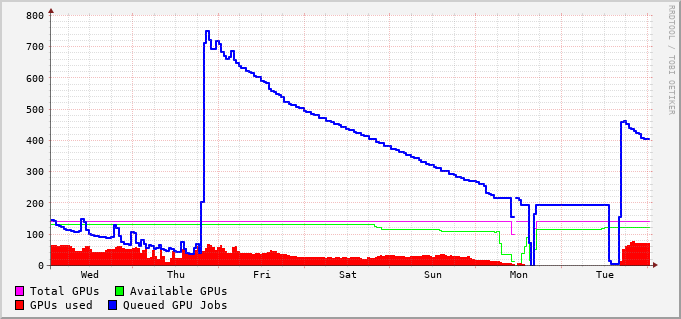 800
700
600
500
400
300
200
100
0
Wed Thu Fri Sat Sun Mon Tue
Total GPUs Available GPUs
GPUs used Queued GPU Jobs
RRDTOOL / TOBI OETIKER